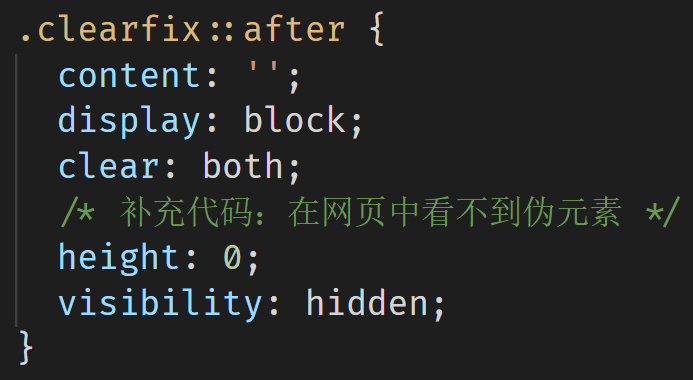 .clearfix::after {
content: '';
display: block;
clear: both;
/* 补充代码：在网页中看不到伪元素 */
height: 0;
visibility: hidden;
}